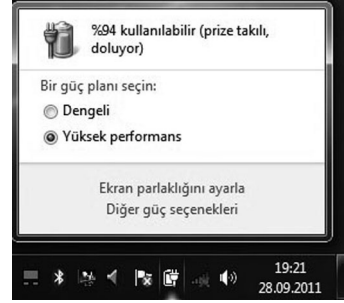 %94 kullanılabilir (prize takılı,
doluyor)
Bir güç planı seçin:
Dengeli
Yüksek performans
Ekran parlaklığını ayarla
Diğer güç seçenekleri
19:21
28.09.2011